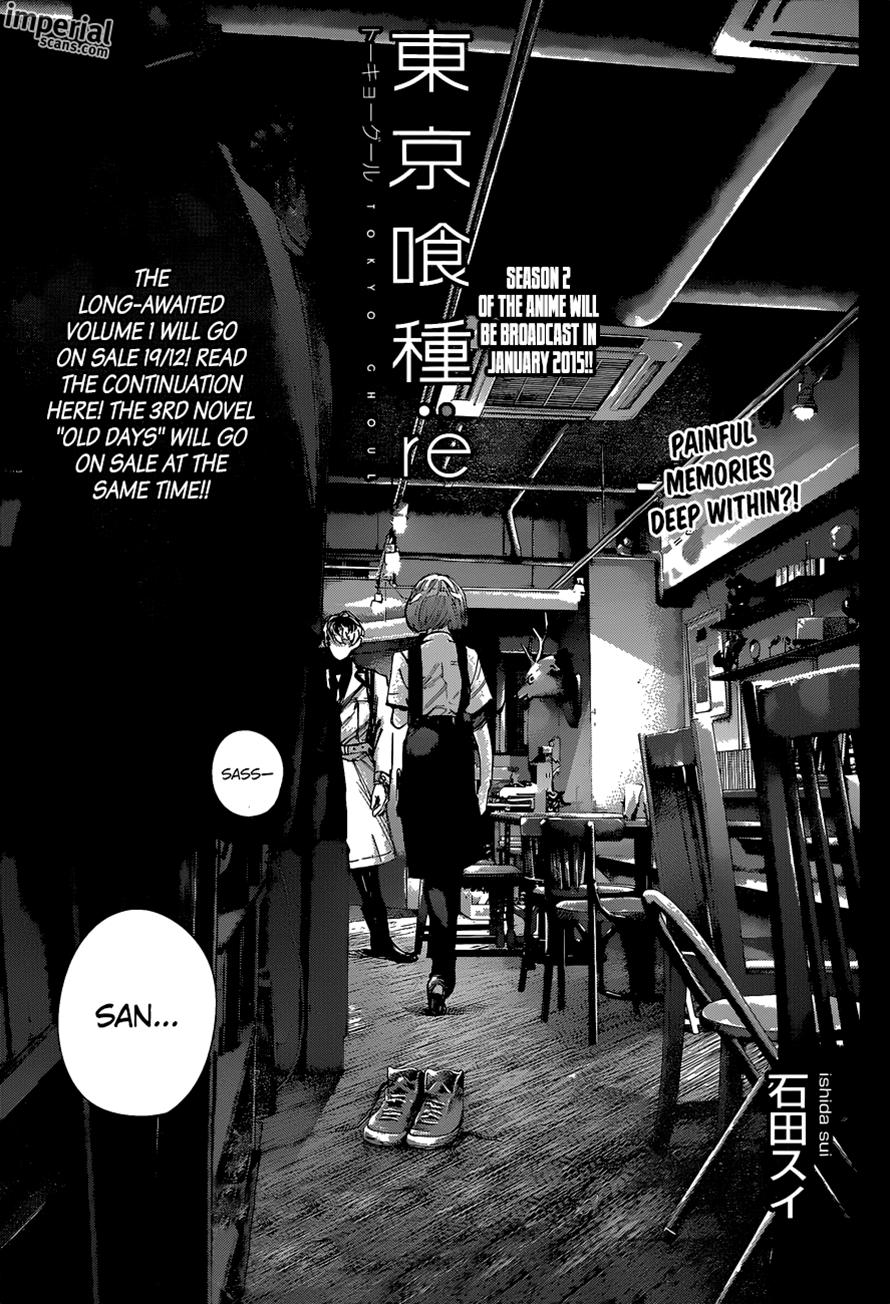 imperial
scans.com
東京喰種:re
トーキョーグール TOKYO GHOUL
SEASON 2
OF THE ANIME WILL
BE BROADCAST IN
JANUARY 2015!!
THE
LONG-AWAITED
VOLUME 1 WILL GO
ON SALE 19/12! READ
THE CONTINUATION
HERE! THE 3RD NOVEL
"OLD DAYS" WILL GO
ON SALE AT THE
SAME TIME!!
PAINFUL
MEMORIES
DEEP WITHIN?!
SASS—
SAN...
石田スイ
ishida sui